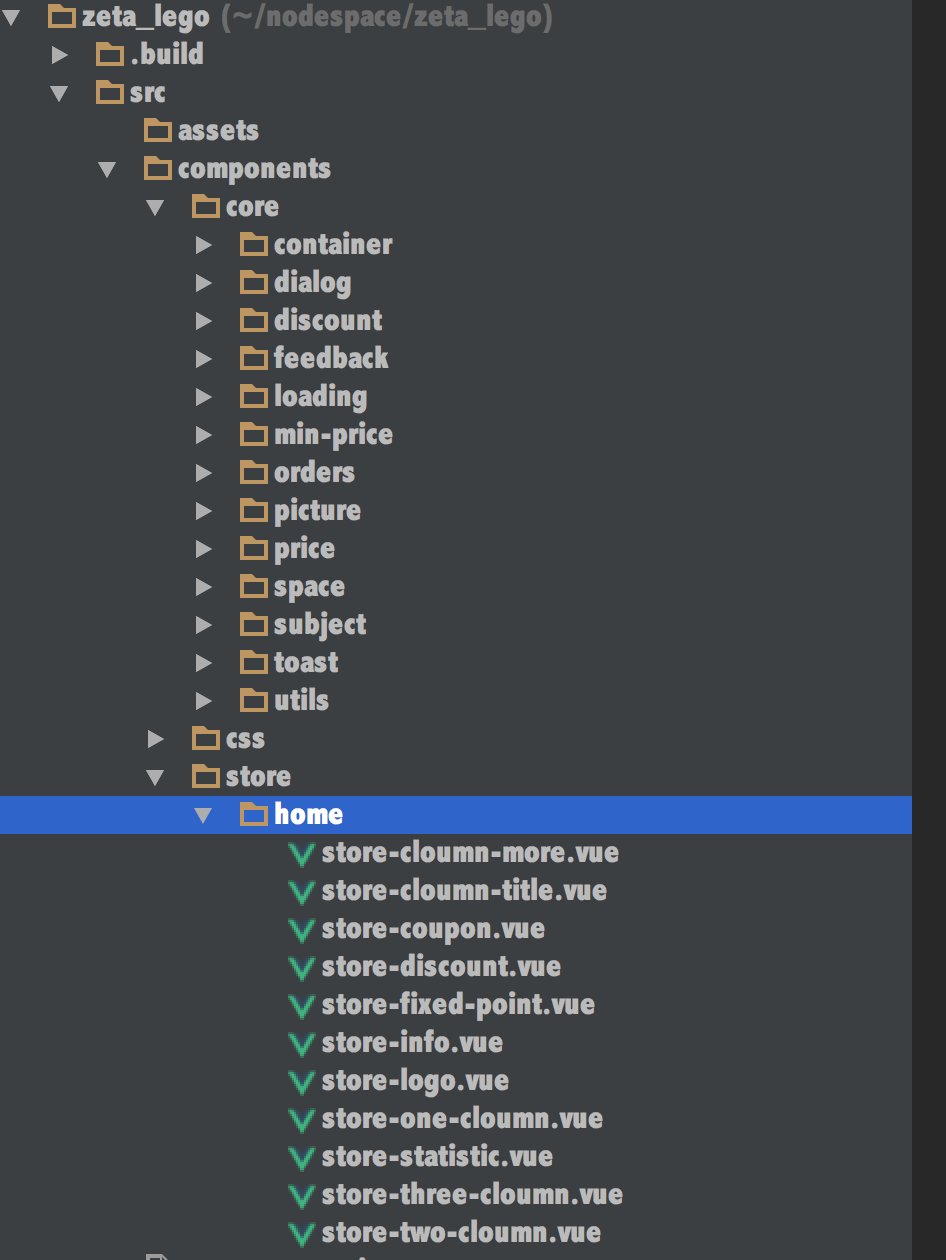 zeta_lego (~/nodespace/zeta_lego)
.build
src
assets
components
core
container
dialog
discount
feedback
loading
min-price
orders
picture
price
space
subject
toast
utils
css
store
home
store-cloumn-more.vue
store-cloumn-title.vue
store-coupon.vue
store-discount.vue
store-fixed-point.vue
store-info.vue
store-logo.vue
store-one-cloumn.vue
store-statistic.vue
store-three-cloumn.vue
store-two-cloumn.vue